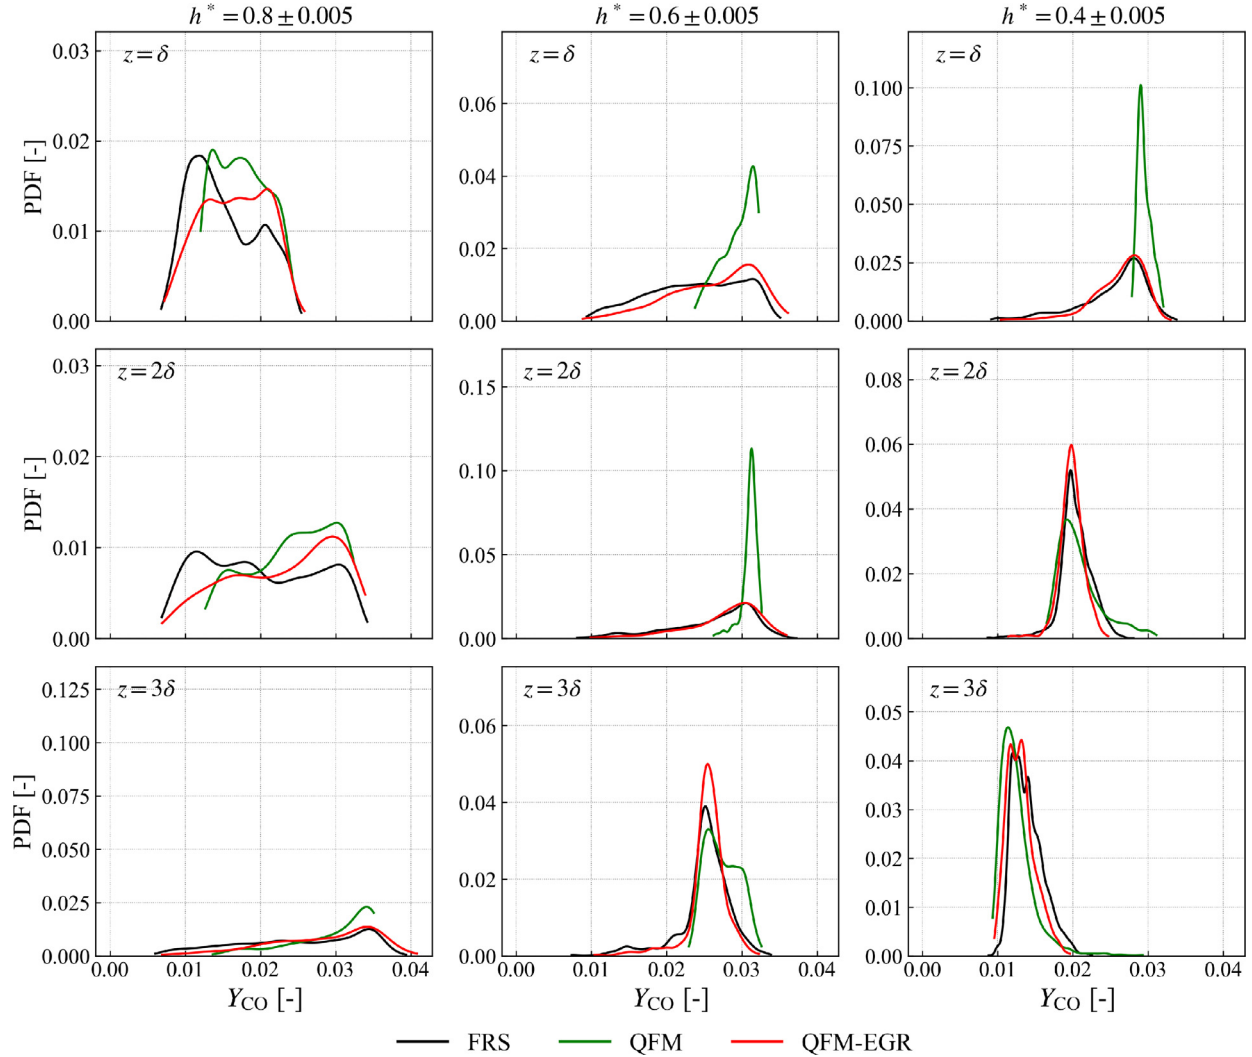 h* = 0.8 ± 0.005
h* = 0.6 ± 0.005
h* = 0.4 ± 0.005
z = δ
PDF [-]
0.03
0.02
0.01
0.00
z = δ
0.06
0.04
0.02
0.00
z = δ
0.100
0.075
0.050
0.025
0.000
z = 2δ
PDF [-]
0.03
0.02
0.01
0.00
z = 2δ
0.15
0.10
0.05
0.00
z = 2δ
0.08
0.06
0.04
0.02
0.00
z = 3δ
PDF [-]
0.125
0.100
0.075
0.050
0.025
0.000
0.00 0.01 0.02 0.03 0.04
Y_CO [-]
z = 3δ
0.06
0.04
0.02
0.00
0.00 0.01 0.02 0.03 0.04
Y_CO [-]
z = 3δ
0.05
0.04
0.03
0.02
0.01
0.00
0.00 0.01 0.02 0.03 0.04
Y_CO [-]
FRS QFM QFM-EGR